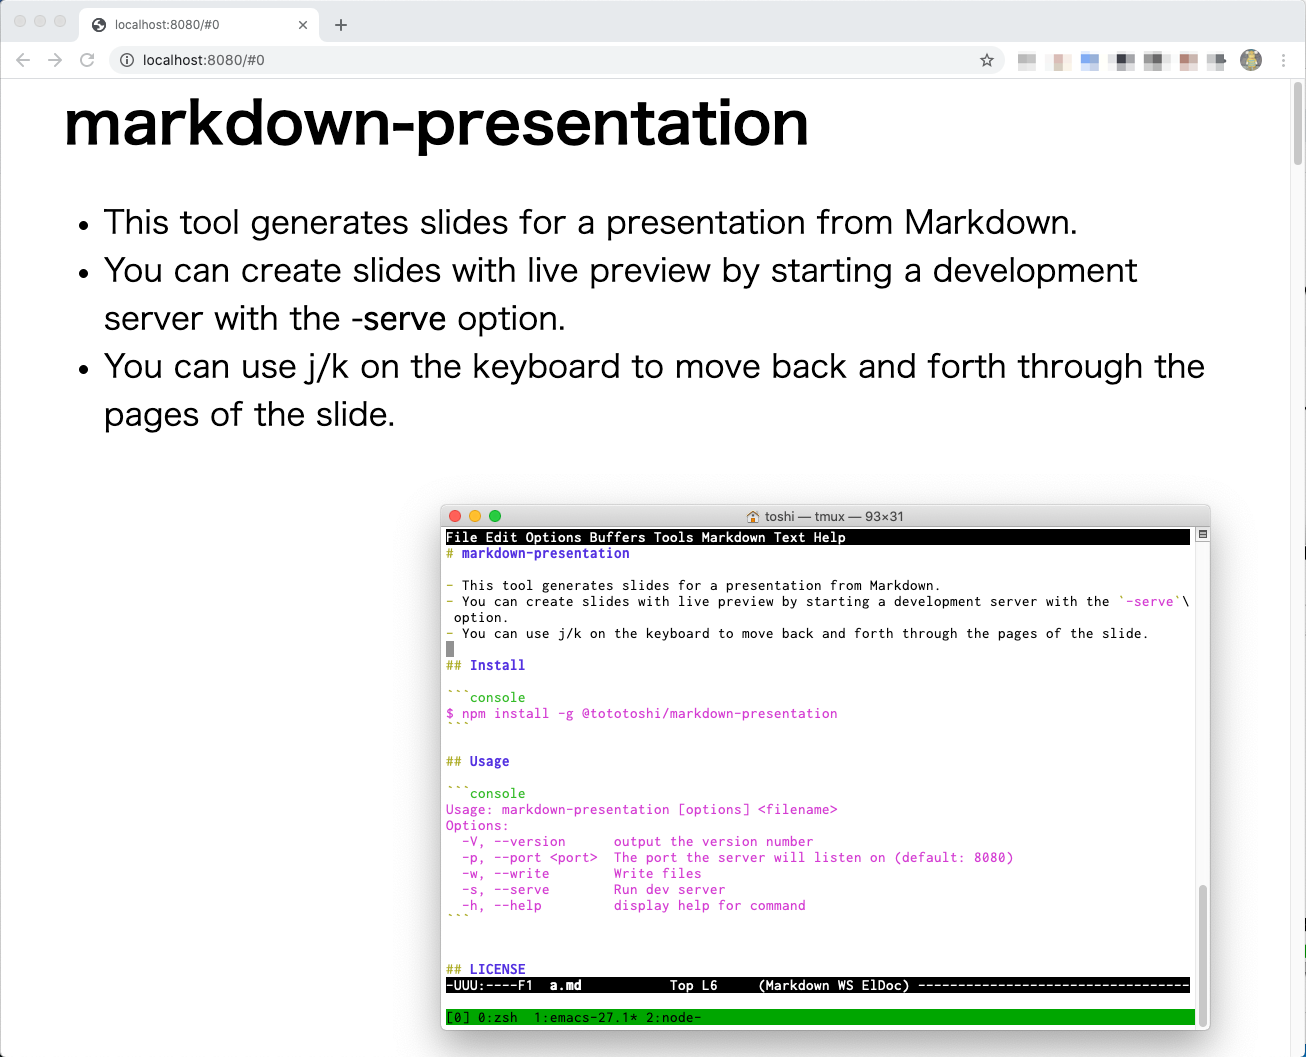 localhost:8080/#0
localhost:8080/#0
markdown-presentation
• This tool generates slides for a presentation from Markdown.
• You can create slides with live preview by starting a development
server with the -serve option.
• You can use j/k on the keyboard to move back and forth through the
pages of the slide.
toshi — tmux — 93×31
File Edit Options Buffers Tools Markdown Text Help
# markdown-presentation
- This tool generates slides for a presentation from Markdown.
- You can create slides with live preview by starting a development server with the `-serve`\
option.
- You can use j/k on the keyboard to move back and forth through the pages of the slide.
## Install
```console
$ npm install -g @tototoshi/markdown-presentation
```
## Usage
```console
Usage: markdown-presentation [options] <filename>
Options:
-V, --version      output the version number
-p, --port <port>  The port the server will listen on (default: 8080)
-w, --write        Write files
-s, --serve        Run dev server
-h, --help         display help for command
```
## LICENSE
-UUU:----F1  a.md           Top L6     (Markdown WS ElDoc) ----------------------------------
[0] 0:zsh  1:emacs-27.1* 2:node-